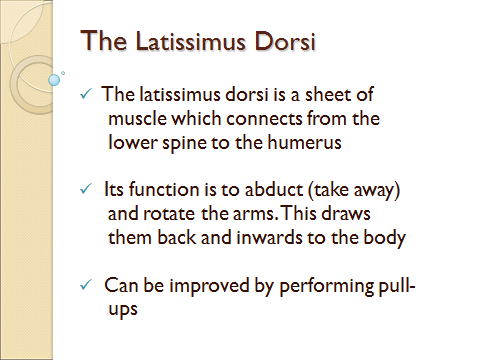 The Latissimus Dorsi
✓ The latissimus dorsi is a sheet of
muscle which connects from the
lower spine to the humerus
✓ Its function is to abduct (take away)
and rotate the arms. This draws
them back and inwards to the body
✓ Can be improved by performing pull-
ups